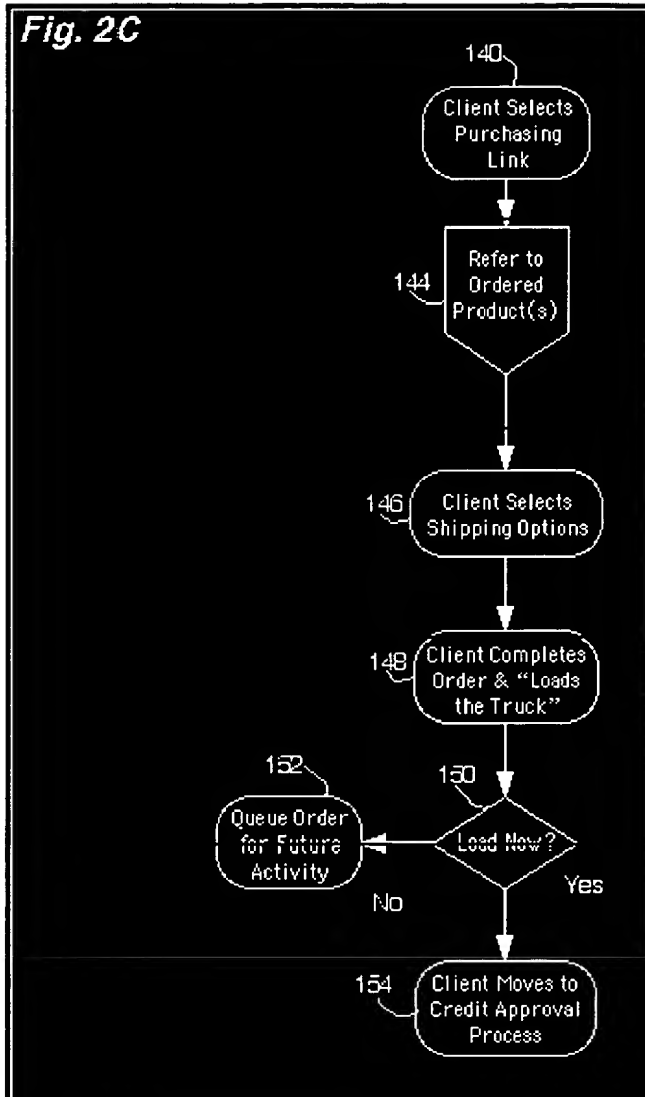 Fig. 2C
140
Client Selects
Purchasing
Link
144
Refer to
Ordered
Product(s)
146
Client Selects
Shipping Options
148
Client Completes
Order & “Loads
the Truck”
150
Load Now?
152
Queue Order
for Future
Activity
No
Yes
154
Client Moves to
Credit Approval
Process